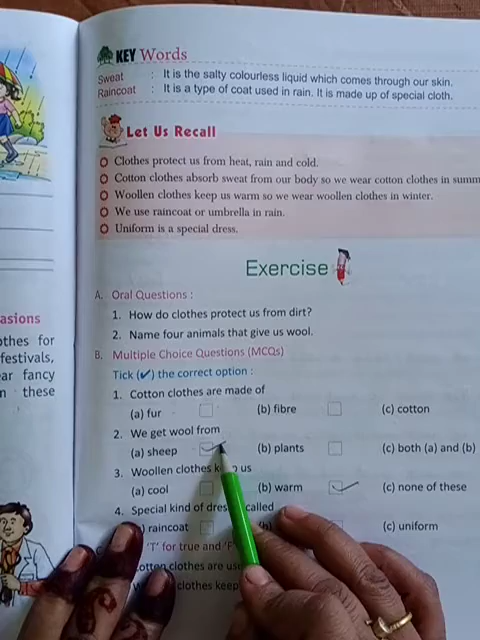 KEY Words
Sweat : It is the salty colourless liquid which comes through our skin.
Raincoat : It is a type of coat used in rain. It is made up of special cloth.
Let Us Recall
Clothes protect us from heat, rain and cold.
Cotton clothes absorb sweat from our body so we wear cotton clothes in summ
Woollen clothes keep us warm so we wear woollen clothes in winter.
We use raincoat or umbrella in rain.
Uniform is a special dress.
Exercise
A. Oral Questions :
1. How do clothes protect us from dirt?
2. Name four animals that give us wool.
B. Multiple Choice Questions (MCQs)
Tick (✔) the correct option :
1. Cotton clothes are made of
(a) fur (b) fibre (c) cotton
2. We get wool from
(a) sheep (b) plants (c) both (a) and (b)
3. Woollen clothes us
(a) cool (b) warm (c) none of these
4. Special kind of called
raincoat (c) uniform
'T' for true and
clothes are
clothes keep
asions
othes for
festivals,
ar fancy
n these